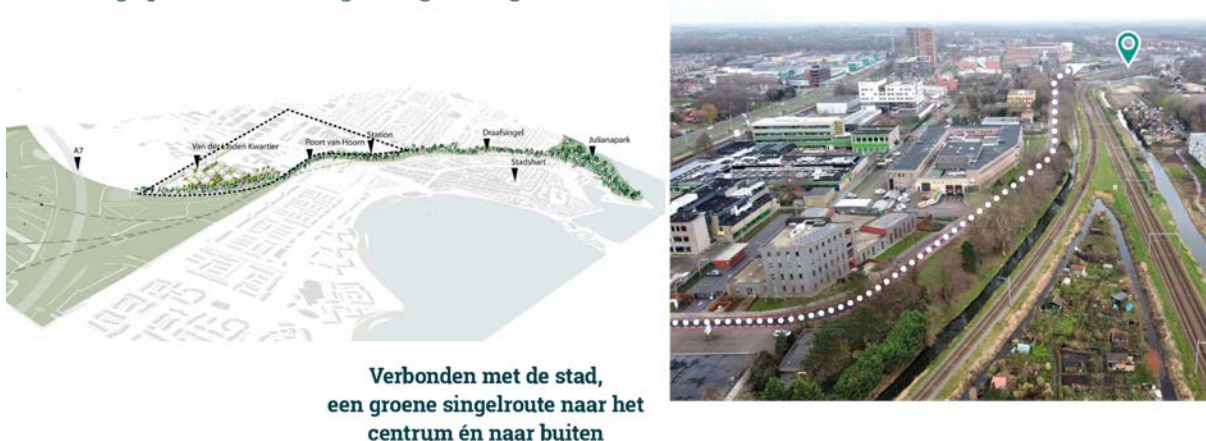 A7
Van der Linden Kwartier
Poort van Hoorn
Station
Draafsingel
Stadshart
Julianapark
Verbonden met de stad,
een groene singelroute naar het
centrum én naar buiten